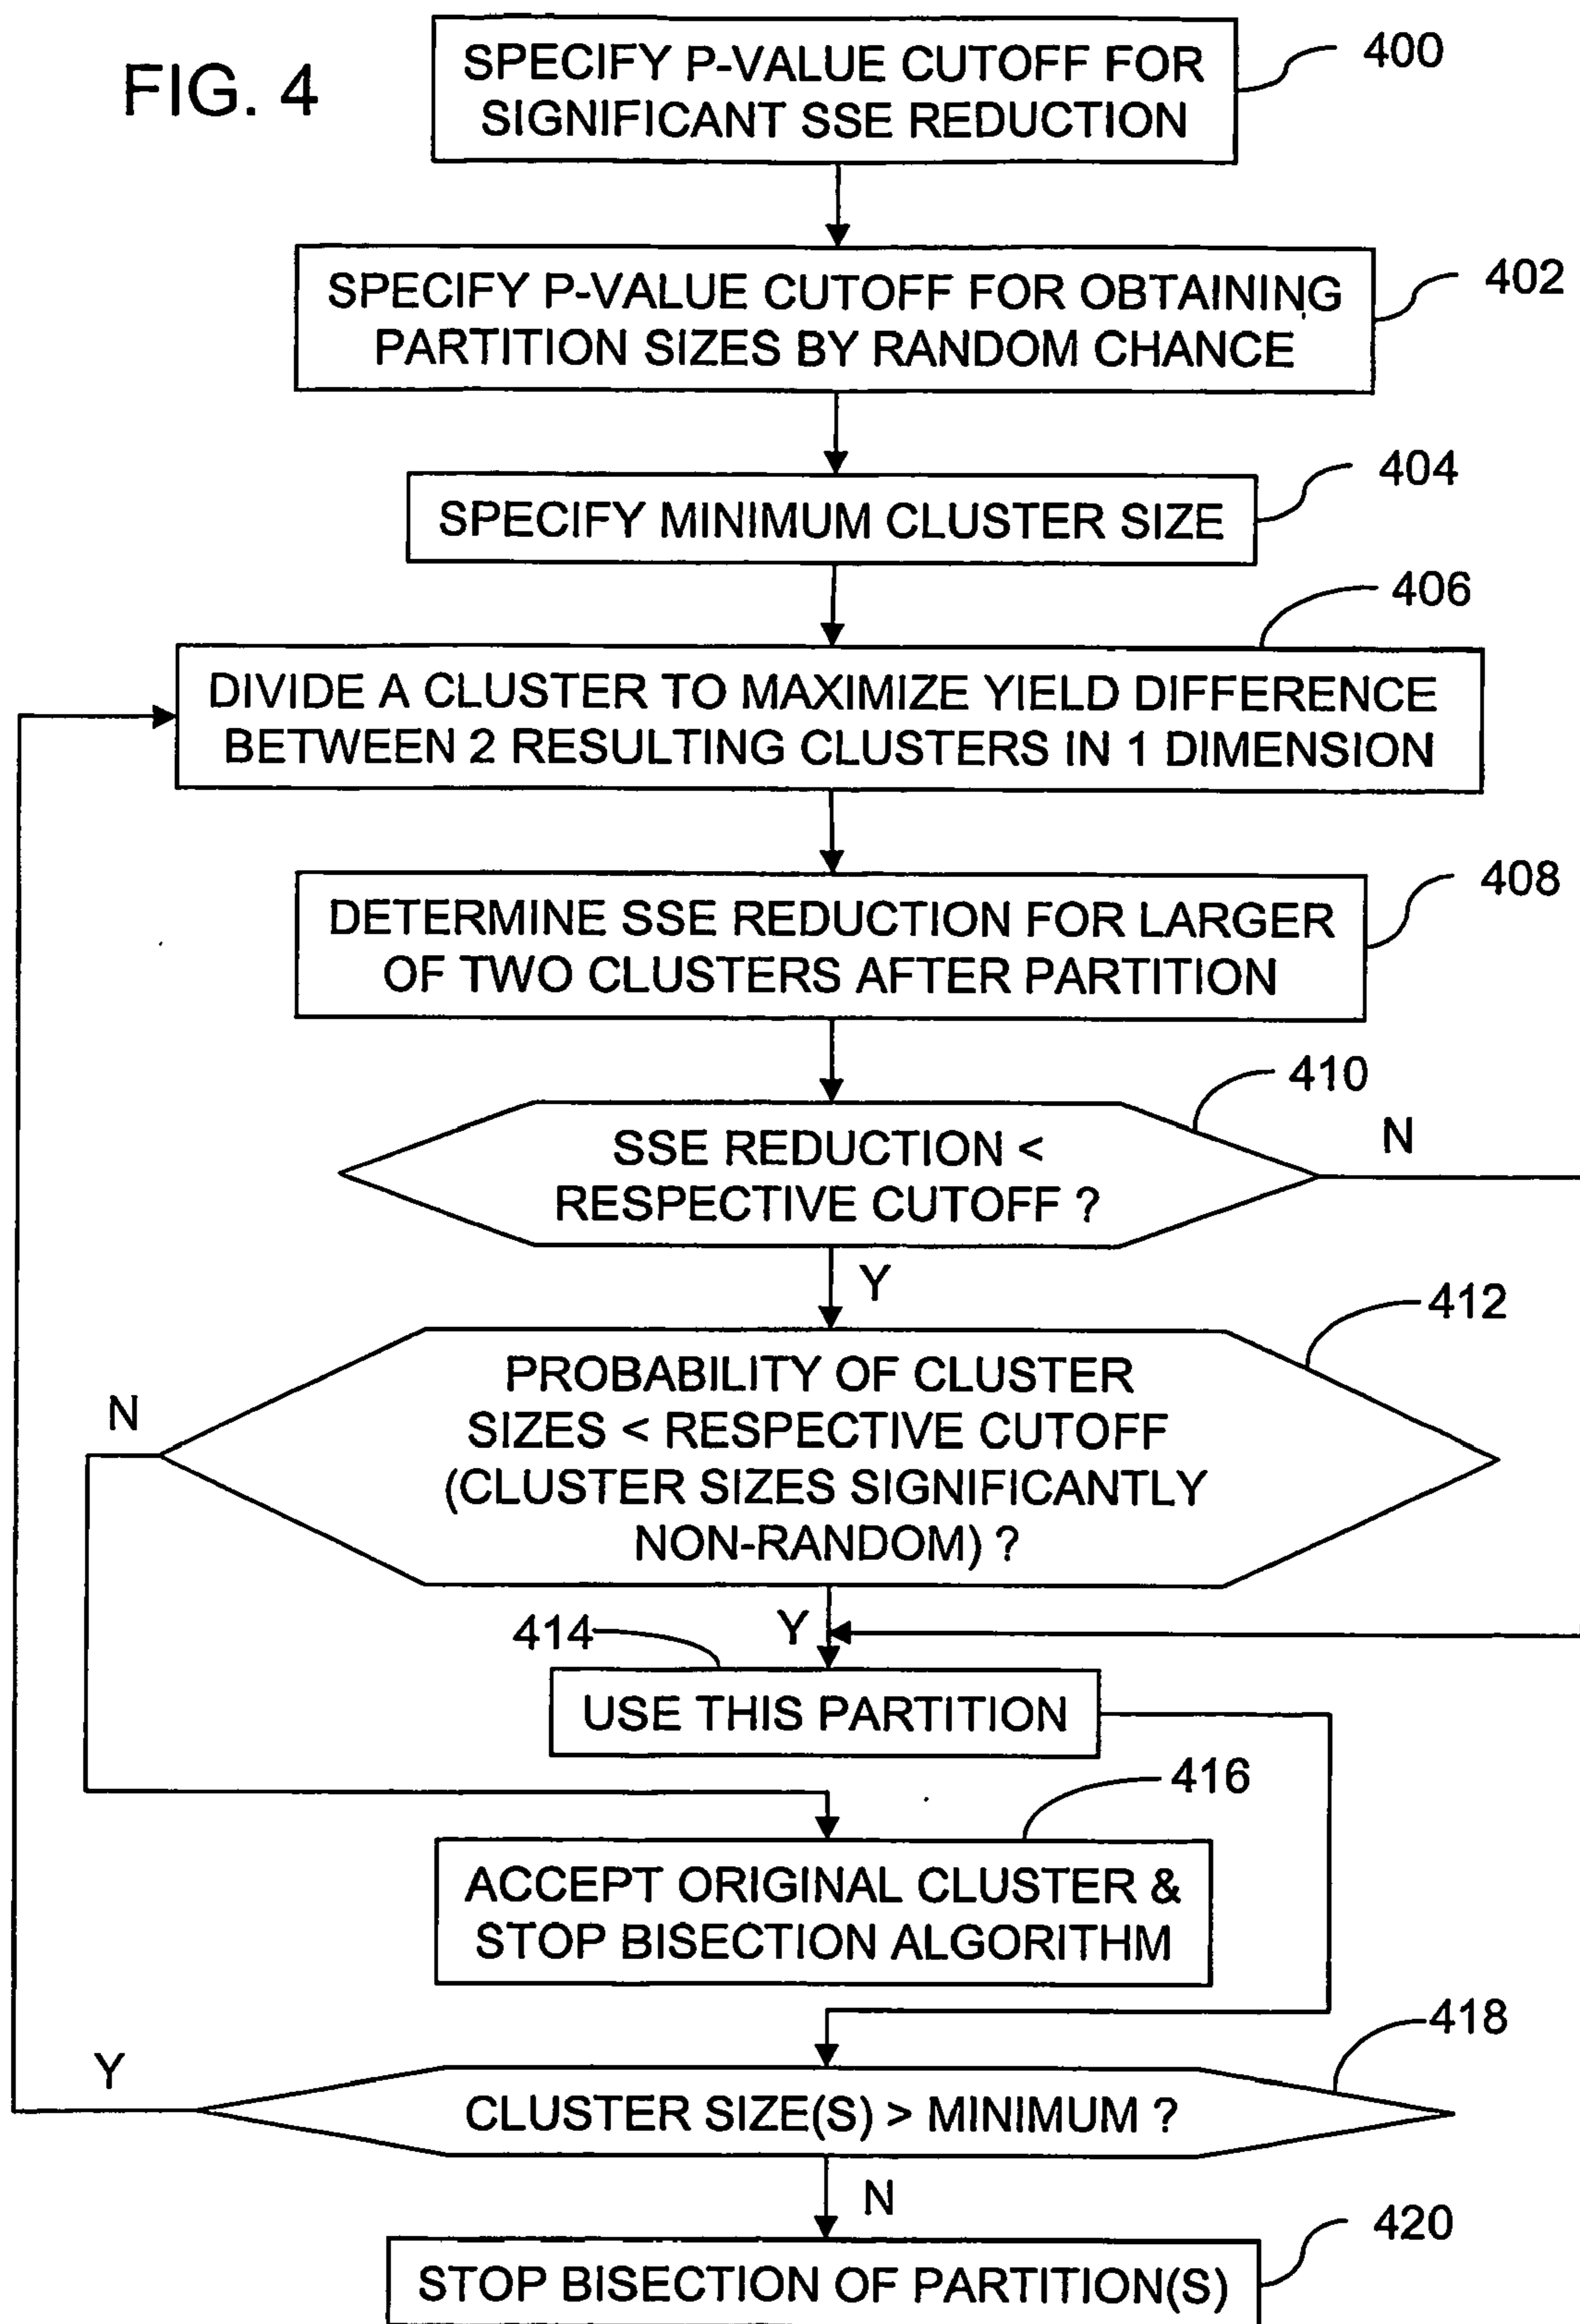 FIG. 4
SPECIFY P-VALUE CUTOFF FOR
SIGNIFICANT SSE REDUCTION
400
SPECIFY P-VALUE CUTOFF FOR OBTAINING
PARTITION SIZES BY RANDOM CHANCE
402
SPECIFY MINIMUM CLUSTER SIZE
404
406
DIVIDE A CLUSTER TO MAXIMIZE YIELD DIFFERENCE
BETWEEN 2 RESULTING CLUSTERS IN 1 DIMENSION
DETERMINE SSE REDUCTION FOR LARGER
OF TWO CLUSTERS AFTER PARTITION
408
410
SSE REDUCTION <
RESPECTIVE CUTOFF ?
N
Y
412
PROBABILITY OF CLUSTER
SIZES < RESPECTIVE CUTOFF
(CLUSTER SIZES SIGNIFICANTLY
NON-RANDOM) ?
N
Y
414
USE THIS PARTITION
416
ACCEPT ORIGINAL CLUSTER &
STOP BISECTION ALGORITHM
418
CLUSTER SIZE(S) > MINIMUM ?
Y
N
420
STOP BISECTION OF PARTITION(S)